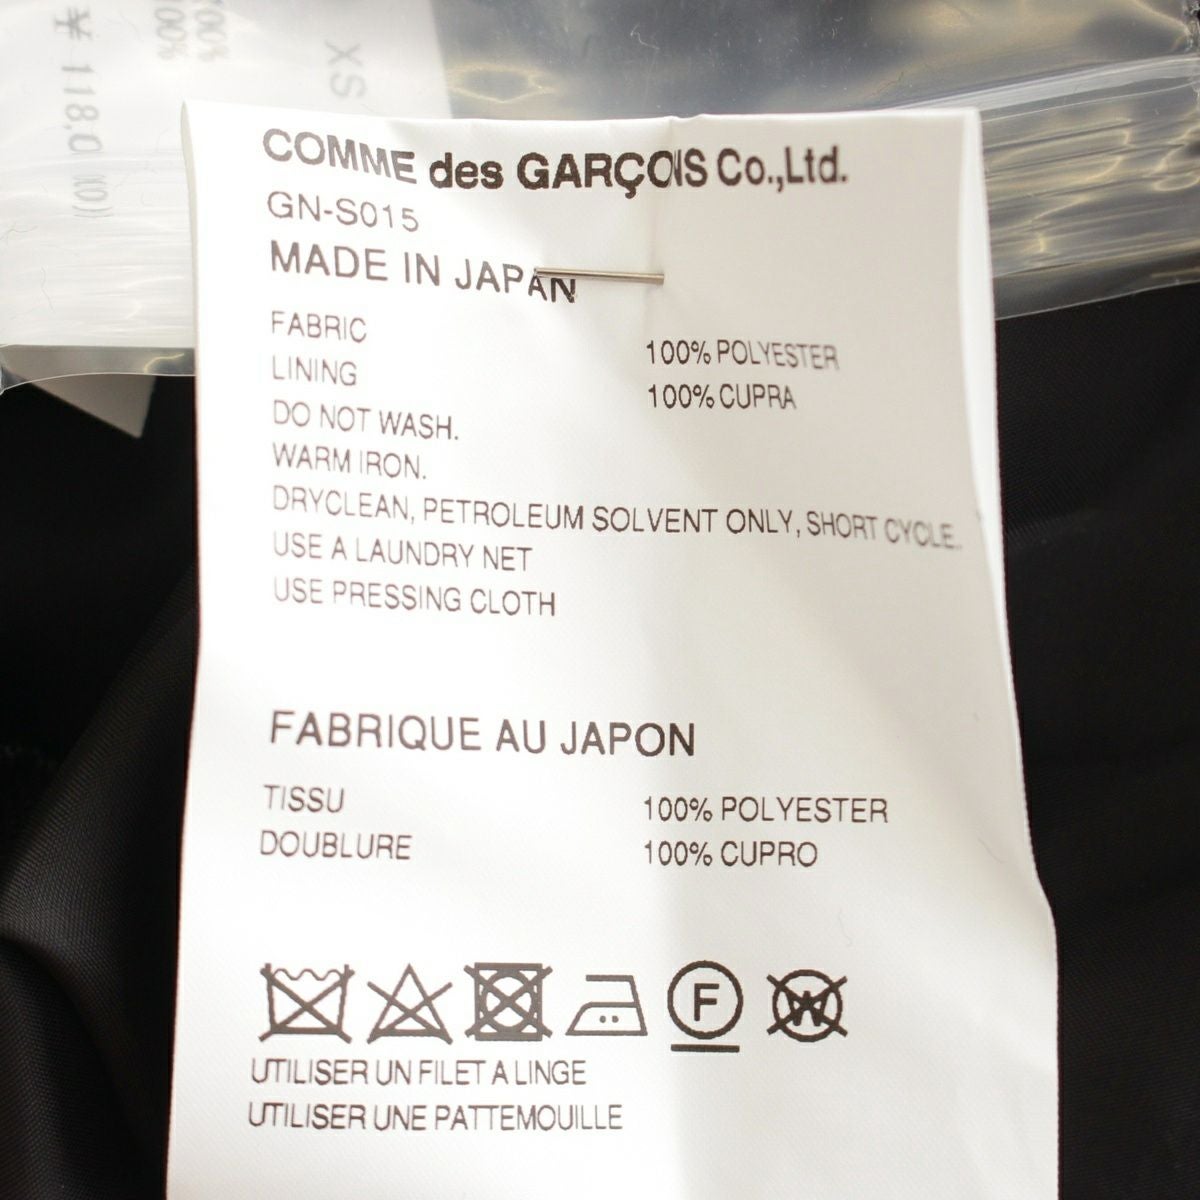 XS
100%
100%
COMME des GARÇONS Co.,Ltd.
GN-S015
MADE IN JAPAN
FABRIC 100% POLYESTER
LINING 100% CUPRA
DO NOT WASH.
WARM IRON.
DRYCLEAN, PETROLEUM SOLVENT ONLY, SHORT CYCLE.
USE A LAUNDRY NET
USE PRESSING CLOTH
FABRIQUE AU JAPON
TISSU 100% POLYESTER
DOUBLURE 100% CUPRO
F
W
UTILISER UN FILET A LINGE
UTILISER UNE PATTEMOUILLE